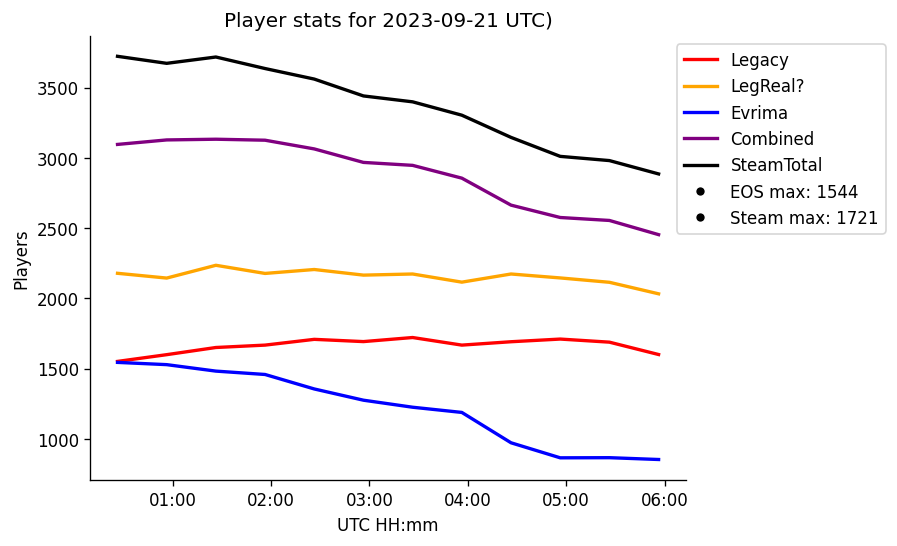 Player stats for 2023-09-21 UTC)
Legacy
LegReal?
Evrima
Combined
SteamTotal
EOS max: 1544
Steam max: 1721
Players
3500
3000
2500
2000
1500
1000
01:00 02:00 03:00 04:00 05:00 06:00
UTC HH:mm